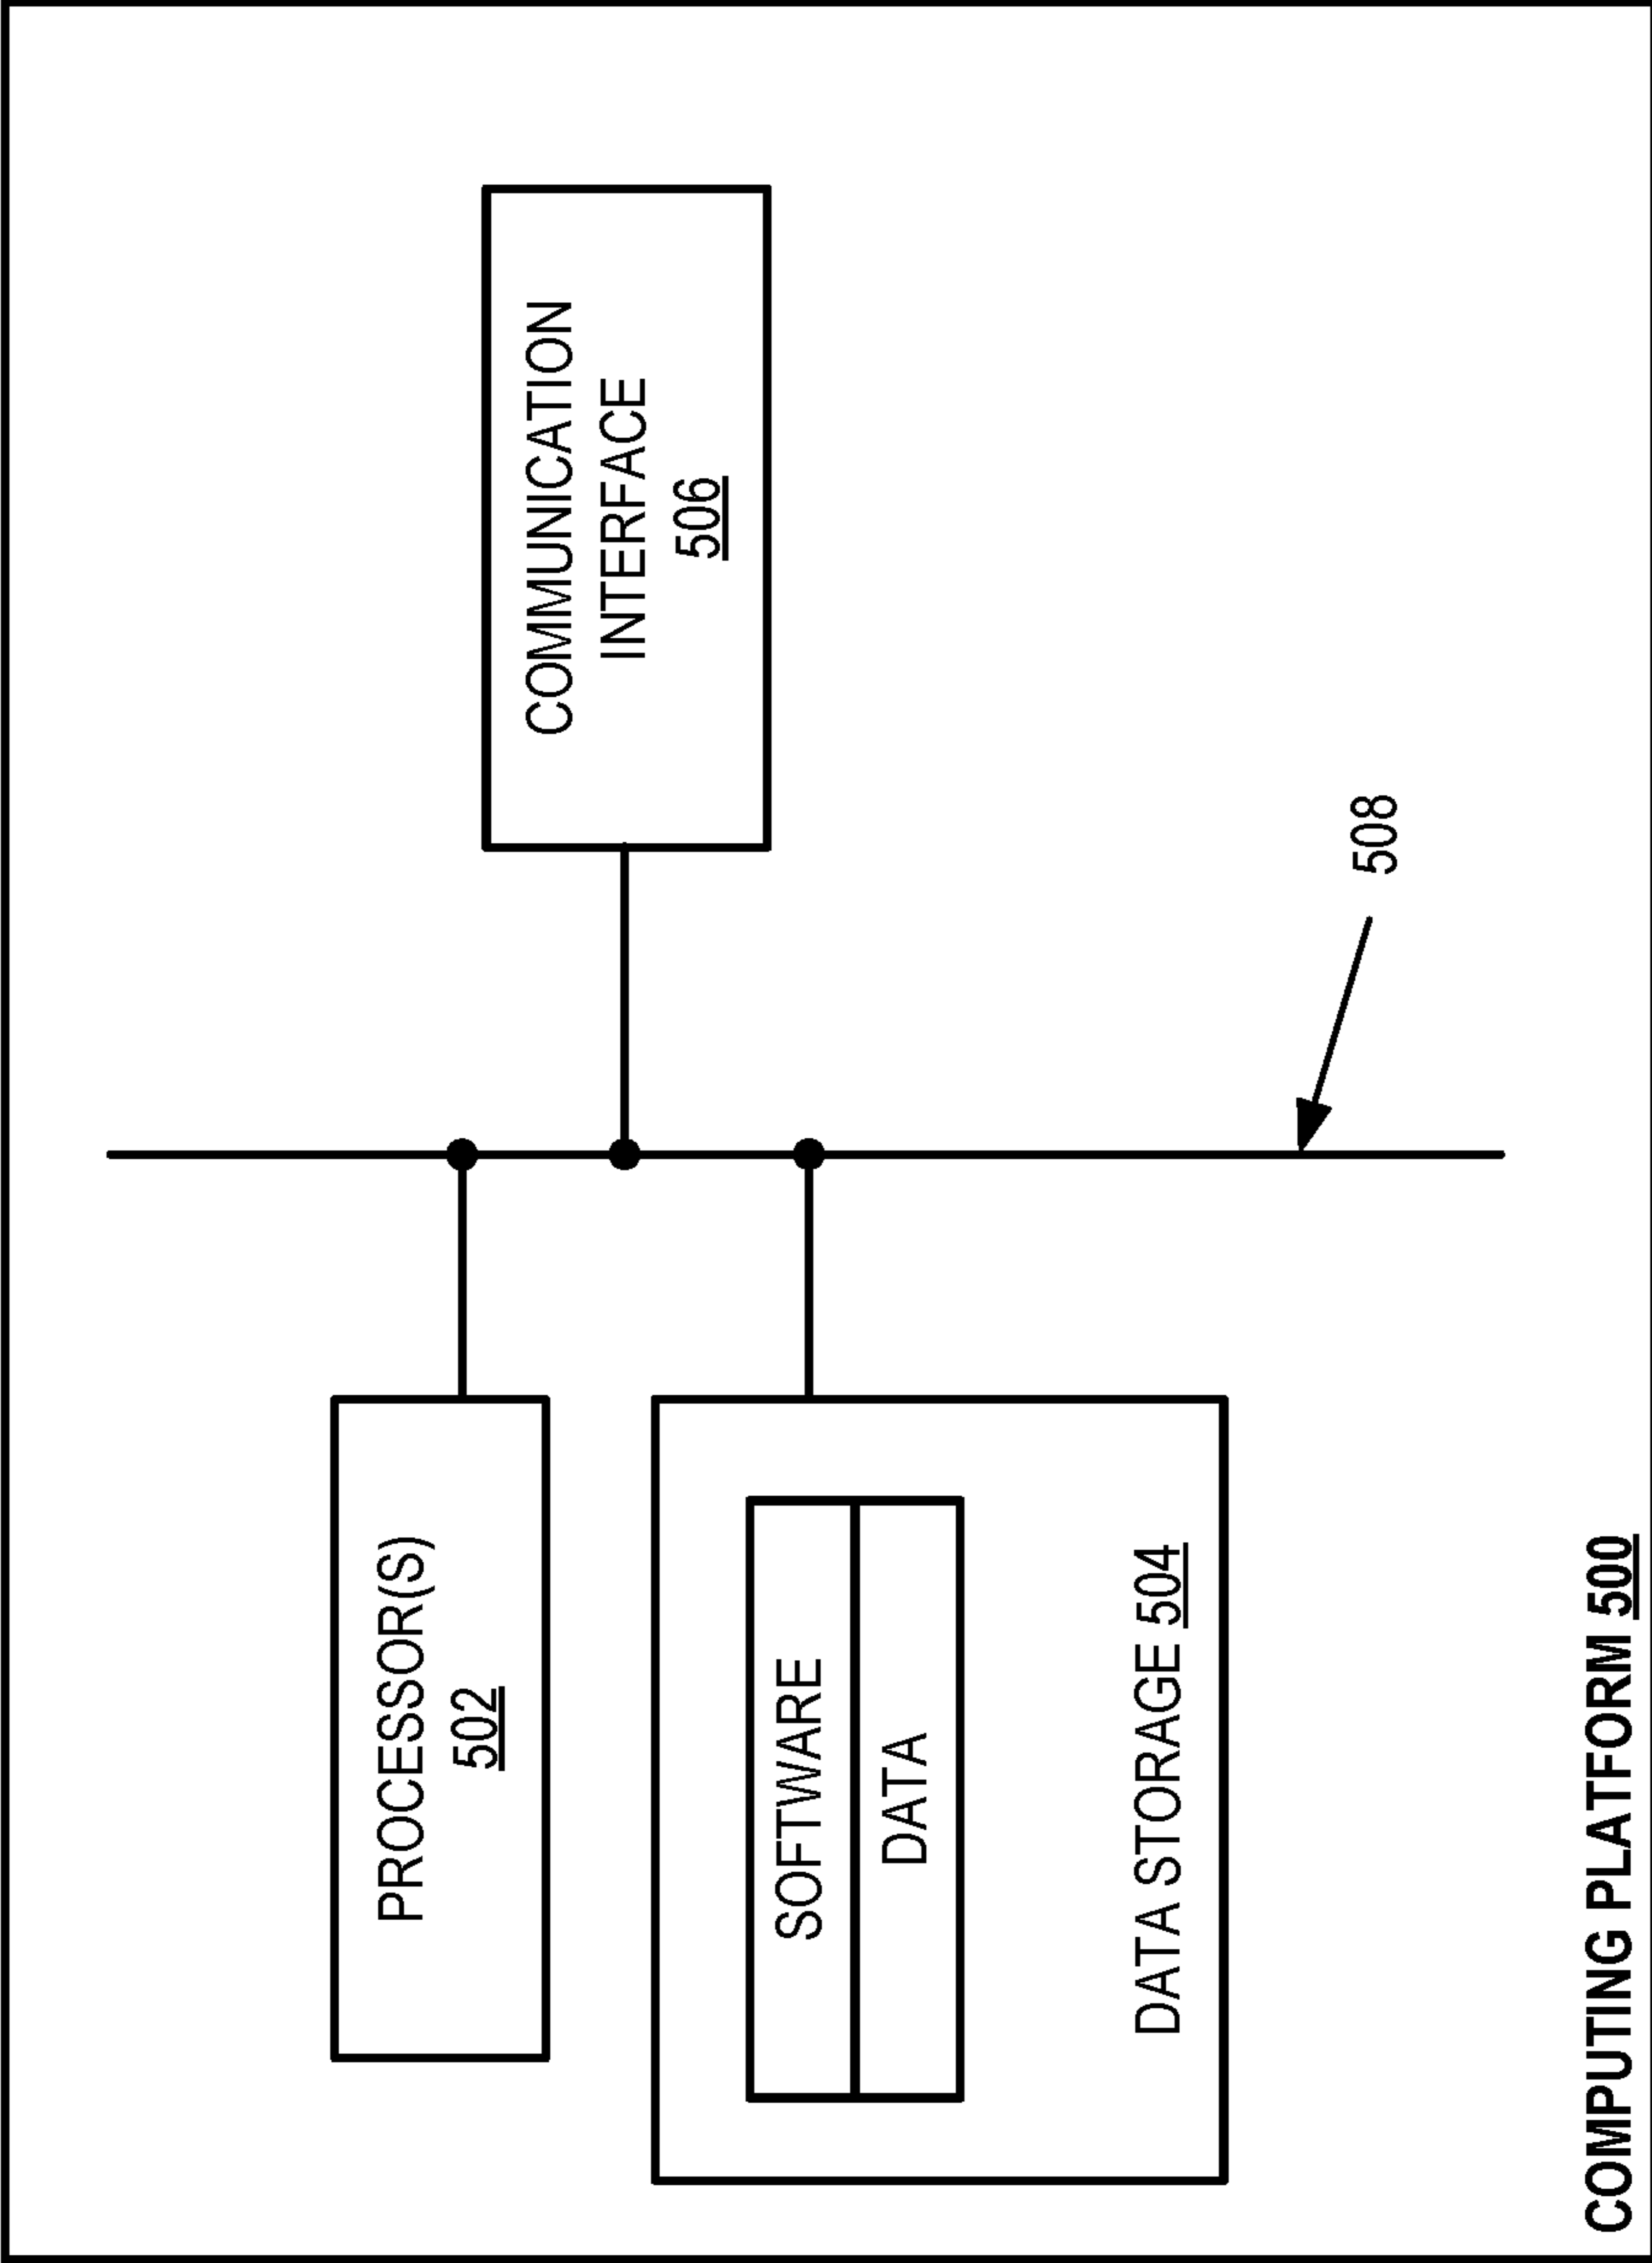 PROCESSOR(S)
502
SOFTWARE
DATA
DATA STORAGE 504
COMMUNICATION
INTERFACE
506
508
COMPUTING PLATFORM 500